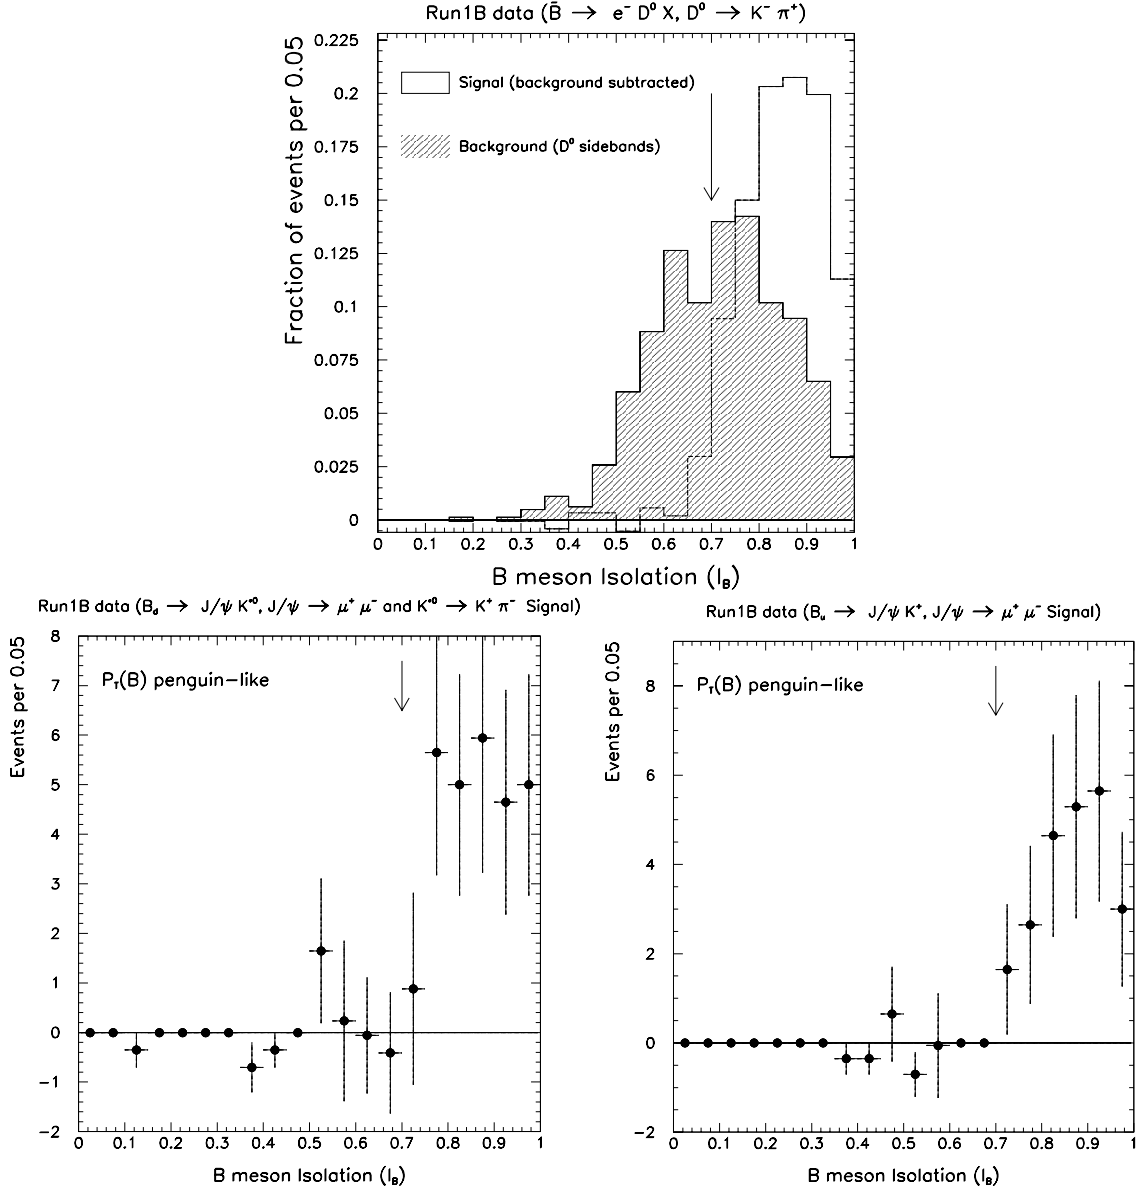 Run1B data (B̄ → e⁻ D⁰ X, D⁰ → K⁻ π⁺)
Fraction of events per 0.05
0.225
0.2
0.175
0.15
0.125
0.1
0.075
0.05
0.025
0
Signal (background subtracted)
Background (D⁰ sidebands)
0 0.1 0.2 0.3 0.4 0.5 0.6 0.7 0.8 0.9 1
B meson Isolation (I_B)
Run1B data (B_d → J/ψ K*⁰, J/ψ → μ⁺ μ⁻ and K*⁰ → K⁺ π⁻ Signal)
Events per 0.05
8
7
6
5
4
3
2
1
0
−1
−2
P_T(B) penguin−like
0 0.1 0.2 0.3 0.4 0.5 0.6 0.7 0.8 0.9 1
B meson Isolation (I_B)
Run1B data (B_u → J/ψ K⁺, J/ψ → μ⁺ μ⁻ Signal)
Events per 0.05
8
6
4
2
0
−2
P_T(B) penguin−like
0 0.1 0.2 0.3 0.4 0.5 0.6 0.7 0.8 0.9 1
B meson Isolation (I_B)